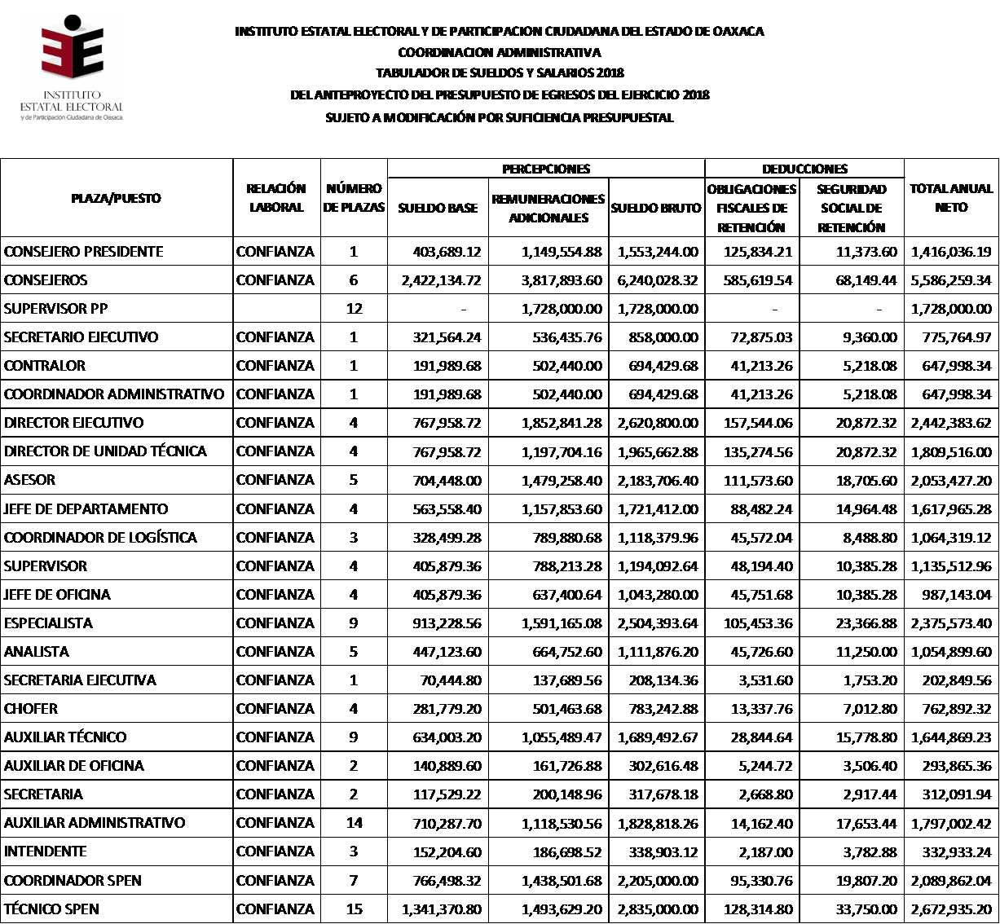 INSTITUTO
ESTATAL ELECTORAL
y de Participación Ciudadana de Oaxaca
INSTITUTO ESTATAL ELECTORAL Y DE PARTICIPACION CIUDADANA DEL ESTADO DE OAXACA
COORDINACION ADMINISTRATIVA
TABULADOR DE SUELDOS Y SALARIOS 2018
DEL ANTEPROYECTO DEL PRESUPUESTO DE EGRESOS DEL EJERCICIO 2018
SUJETO A MODIFICACIÓN POR SUFICIENCIA PRESUPUESTAL
PLAZA/PUESTO RELACIÓN LABORAL NÚMERO DE PLAZAS PERCEPCIONES DEDUCCIONES TOTAL ANUAL NETO
SUELDO BASE REMUNERACIONES ADICIONALES SUELDO BRUTO OBLIGACIONES FISCALES DE RETENCIÓN SEGURIDAD SOCIAL DE RETENCIÓN
CONSEJERO PRESIDENTE CONFIANZA 1 403,689.12 1,149,554.88 1,553,244.00 125,834.21 11,373.60 1,416,036.19
CONSEJEROS CONFIANZA 6 2,422,134.72 3,817,893.60 6,240,028.32 585,619.54 68,149.44 5,586,259.34
SUPERVISOR PP 12 - 1,728,000.00 1,728,000.00 - - 1,728,000.00
SECRETARIO EJECUTIVO CONFIANZA 1 321,564.24 536,435.76 858,000.00 72,875.03 9,360.00 775,764.97
CONTRALOR CONFIANZA 1 191,989.68 502,440.00 694,429.68 41,213.26 5,218.08 647,998.34
COORDINADOR ADMINISTRATIVO CONFIANZA 1 191,989.68 502,440.00 694,429.68 41,213.26 5,218.08 647,998.34
DIRECTOR EJECUTIVO CONFIANZA 4 767,958.72 1,852,841.28 2,620,800.00 157,544.06 20,872.32 2,442,383.62
DIRECTOR DE UNIDAD TÉCNICA CONFIANZA 4 767,958.72 1,197,704.16 1,965,662.88 135,274.56 20,872.32 1,809,516.00
ASESOR CONFIANZA 5 704,448.00 1,479,258.40 2,183,706.40 111,573.60 18,705.60 2,053,427.20
JEFE DE DEPARTAMENTO CONFIANZA 4 563,558.40 1,157,853.60 1,721,412.00 88,482.24 14,964.48 1,617,965.28
COORDINADOR DE LOGÍSTICA CONFIANZA 3 328,499.28 789,880.68 1,118,379.96 45,572.04 8,488.80 1,064,319.12
SUPERVISOR CONFIANZA 4 405,879.36 788,213.28 1,194,092.64 48,194.40 10,385.28 1,135,512.96
JEFE DE OFICINA CONFIANZA 4 405,879.36 637,400.64 1,043,280.00 45,751.68 10,385.28 987,143.04
ESPECIALISTA CONFIANZA 9 913,228.56 1,591,165.08 2,504,393.64 105,453.36 23,366.88 2,375,573.40
ANALISTA CONFIANZA 5 447,123.60 664,752.60 1,111,876.20 45,726.60 11,250.00 1,054,899.60
SECRETARIA EJECUTIVA CONFIANZA 1 70,444.80 137,689.56 208,134.36 3,531.60 1,753.20 202,849.56
CHOFER CONFIANZA 4 281,779.20 501,463.68 783,242.88 13,337.76 7,012.80 762,892.32
AUXILIAR TÉCNICO CONFIANZA 9 634,003.20 1,055,489.47 1,689,492.67 28,844.64 15,778.80 1,644,869.23
AUXILIAR DE OFICINA CONFIANZA 2 140,889.60 161,726.88 302,616.48 5,244.72 3,506.40 293,865.36
SECRETARIA CONFIANZA 2 117,529.22 200,148.96 317,678.18 2,668.80 2,917.44 312,091.94
AUXILIAR ADMINISTRATIVO CONFIANZA 14 710,287.70 1,118,530.56 1,828,818.26 14,162.40 17,653.44 1,797,002.42
INTENDENTE CONFIANZA 3 152,204.60 186,698.52 338,903.12 2,187.00 3,782.88 332,933.24
COORDINADOR SPEN CONFIANZA 7 766,498.32 1,438,501.68 2,205,000.00 95,330.76 19,807.20 2,089,862.04
TÉCNICO SPEN CONFIANZA 15 1,341,370.80 1,493,629.20 2,835,000.00 128,314.80 33,750.00 2,672,935.20